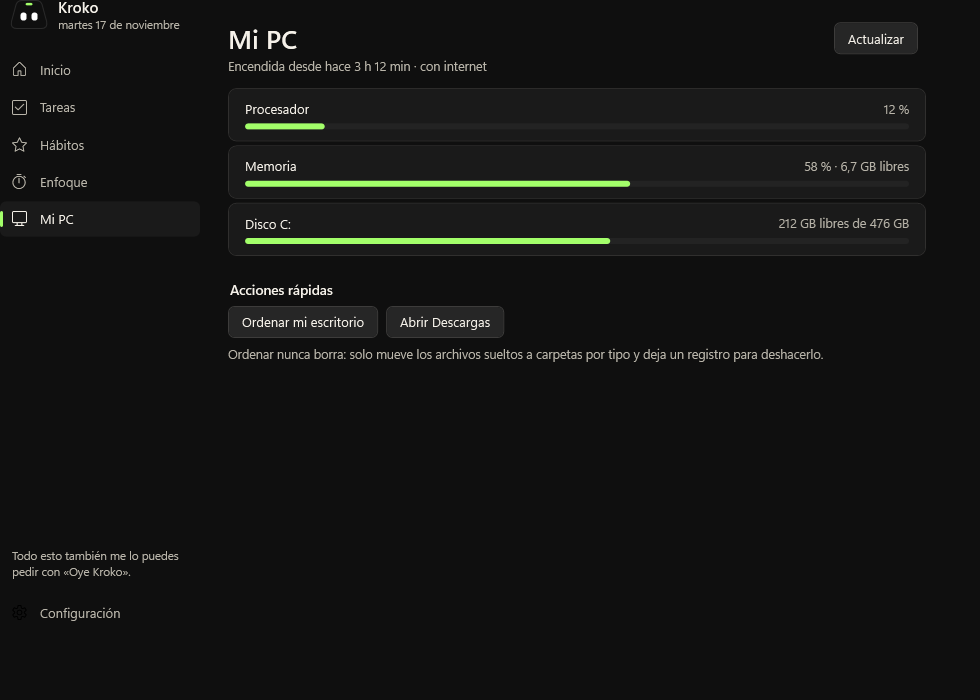 Kroko
martes 17 de noviembre
Inicio
Tareas
Hábitos
Enfoque
Mi PC
Todo esto también me lo puedes
pedir con «Oye Kroko».
Configuración
Mi PC
Actualizar
Encendida desde hace 3 h 12 min · con internet
Procesador 12 %
Memoria 58 % · 6,7 GB libres
Disco C: 212 GB libres de 476 GB
Acciones rápidas
Ordenar mi escritorio Abrir Descargas
Ordenar nunca borra: solo mueve los archivos sueltos a carpetas por tipo y deja un registro para deshacerlo.